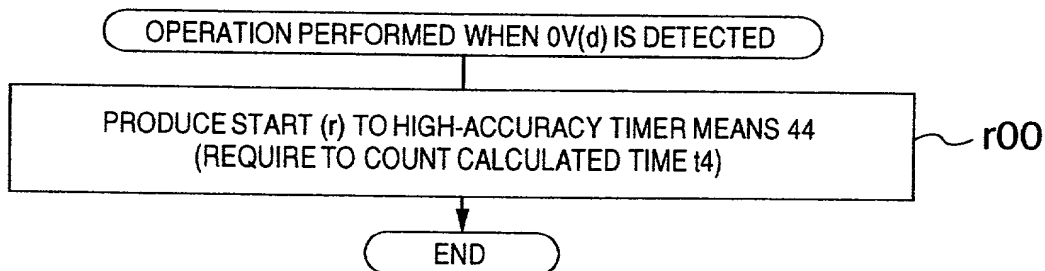 OPERATION PERFORMED WHEN 0V(d) IS DETECTED
PRODUCE START (r) TO HIGH-ACCURACY TIMER MEANS 44
(REQUIRE TO COUNT CALCULATED TIME t4)
r00
END